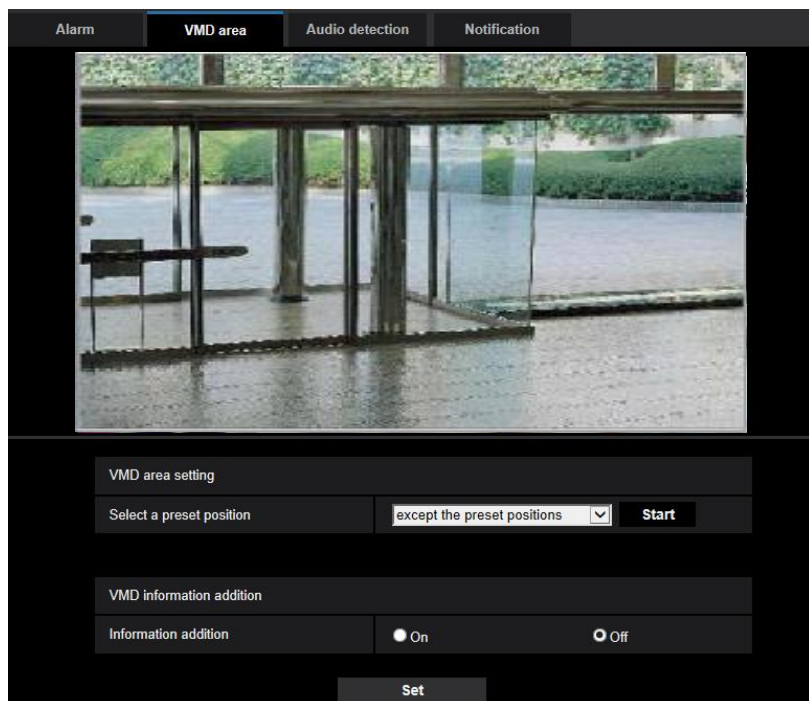 Alarm VMD area Audio detection Notification
VMD area setting
Select a preset position except the preset positions Start
VMD information addition
Information addition On Off
Set